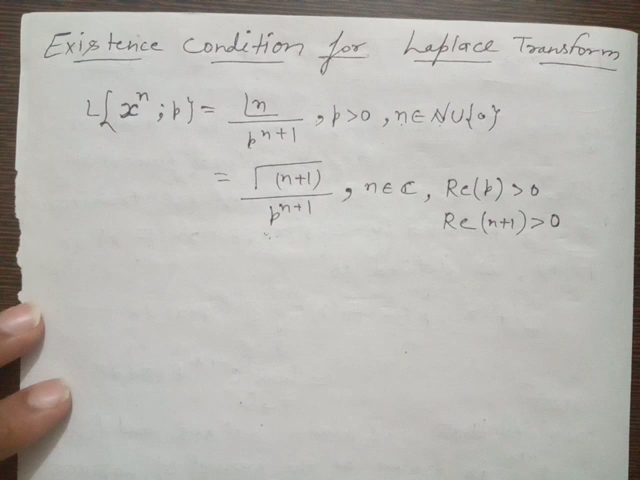 Existence Condition for Laplace Transform
L{x^n ; p} = ⌊n / p^{n+1} , p>0 , n ∈ N ∪ {0}
= Γ(n+1) / p^{n+1} , n ∈ ℂ, Re(p) > 0
Re(n+1) > 0